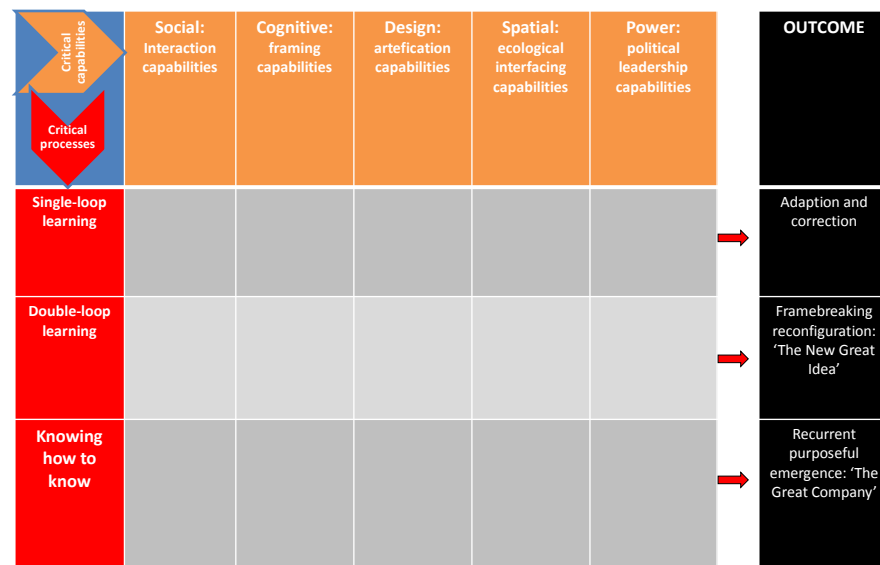 Critical
capabilities
Critical
processes
Social:
Interaction
capabilities
Cognitive:
framing
capabilities
Design:
artefication
capabilities
Spatial:
ecological
interfacing
capabilities
Power:
political
leadership
capabilities
OUTCOME
Single-loop
learning
Adaption and
correction
Double-loop
learning
Framebreaking
reconfiguration:
‘The New Great
Idea’
Knowing
how to
know
Recurrent
purposeful
emergence: ‘The
Great Company’